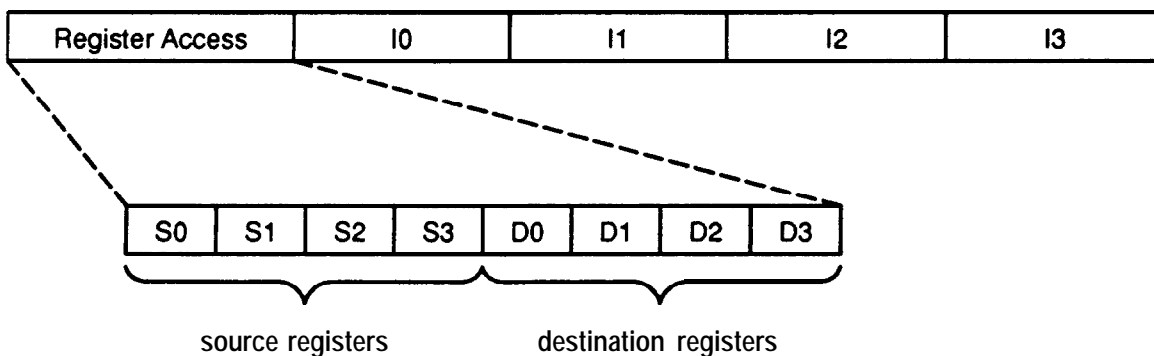 Register Access I0 I1 I2 I3
S0 S1 S2 S3 D0 D1 D2 D3
source registers destination registers